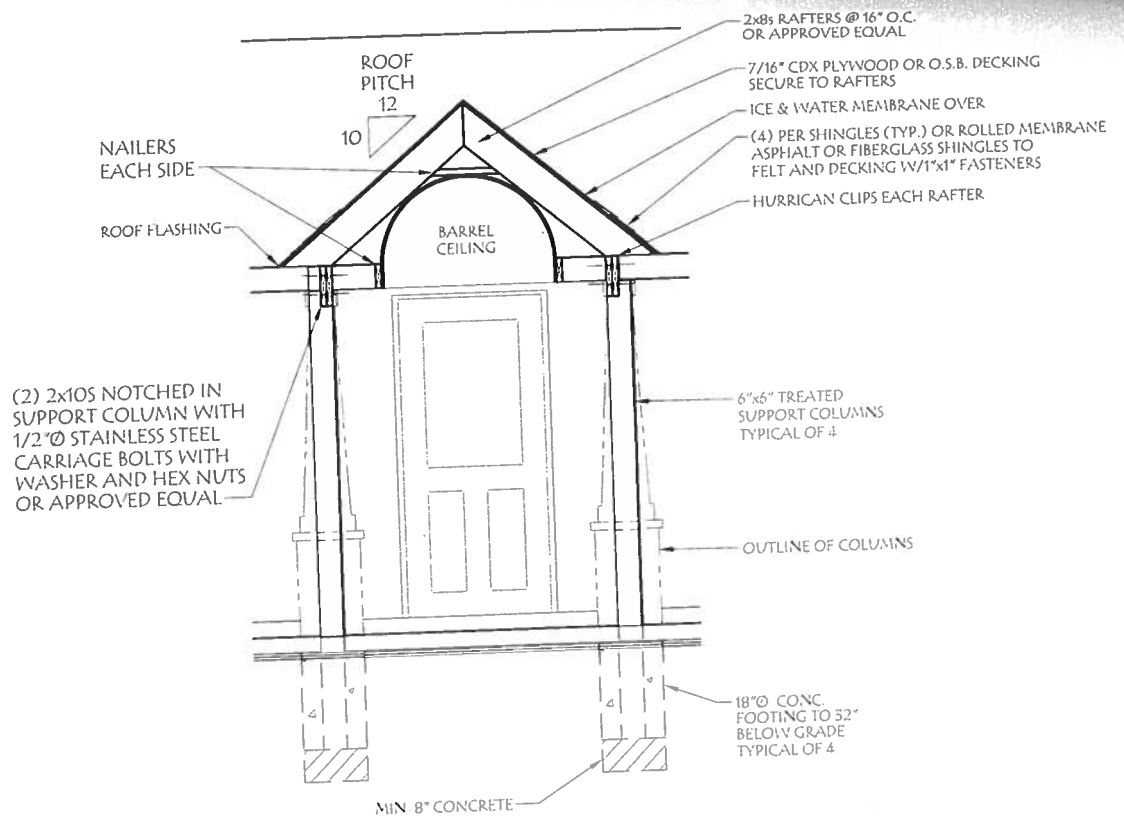 2x8s RAFTERS @ 16" O.C.
OR APPROVED EQUAL
7/16" CDX PLYWOOD OR O.S.B. DECKING
SECURE TO RAFTERS
ICE & WATER MEMBRANE OVER
(4) PER SHINGLES (TYP.) OR ROLLED MEMBRANE
ASPHALT OR FIBERGLASS SHINGLES TO
FELT AND DECKING W/1"x1" FASTENERS
HURRICAN CLIPS EACH RAFTER
ROOF
PITCH
12
10
NAILERS
EACH SIDE
ROOF FLASHING
BARREL
CEILING
(2) 2x10S NOTCHED IN
SUPPORT COLUMN WITH
1/2"Ø STAINLESS STEEL
CARRIAGE BOLTS WITH
WASHER AND HEX NUTS
OR APPROVED EQUAL
6"x6" TREATED
SUPPORT COLUMNS
TYPICAL OF 4
OUTLINE OF COLUMNS
18"Ø CONC.
FOOTING TO 32"
BELOW GRADE
TYPICAL OF 4
MIN 8" CONCRETE